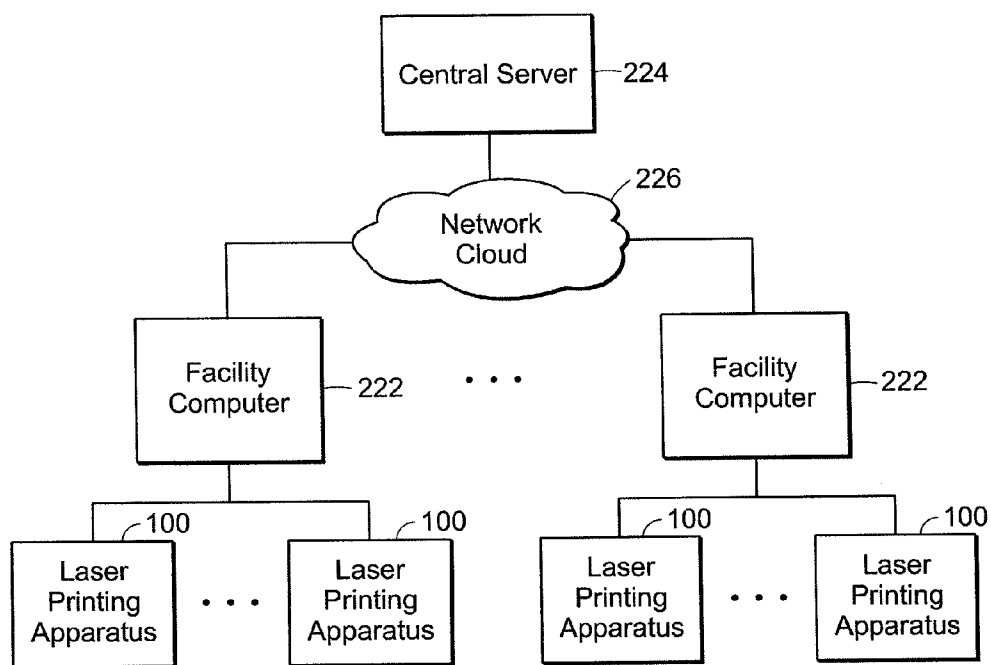 Central Server
224
226
Network
Cloud
Facility
Computer
222
• • •
Facility
Computer
222
100
100
100
100
Laser
Printing
Apparatus
• • •
Laser
Printing
Apparatus
Laser
Printing
Apparatus
• • •
Laser
Printing
Apparatus